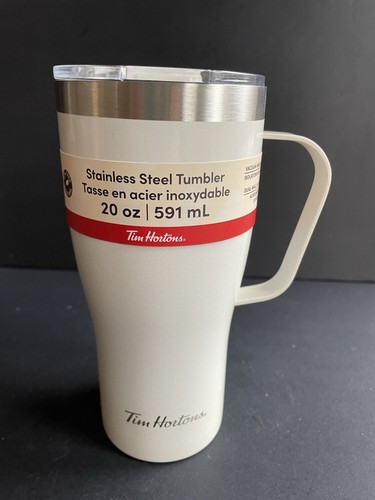 Stainless Steel Tumbler
Tasse en acier inoxydable
20 oz | 591 mL
Tim Hortons.
Tim Hortons.